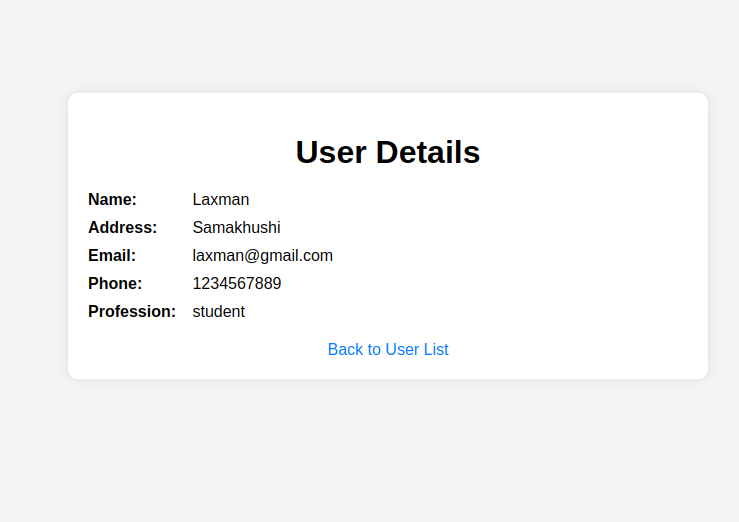 User Details
Name: Laxman
Address: Samakhushi
Email: laxman@gmail.com
Phone: 1234567889
Profession: student
Back to User List